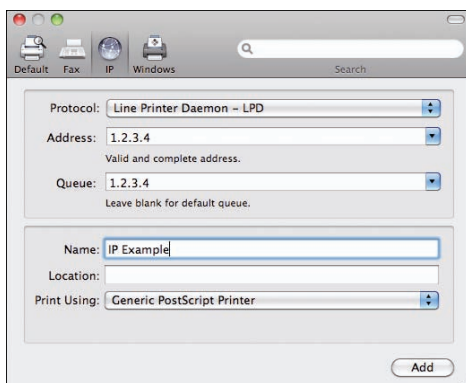 Default Fax IP Windows Search
Protocol: Line Printer Daemon – LPD
Address: 1.2.3.4
Valid and complete address.
Queue: 1.2.3.4
Leave blank for default queue.
Name: IP Example
Location:
Print Using: Generic PostScript Printer
Add